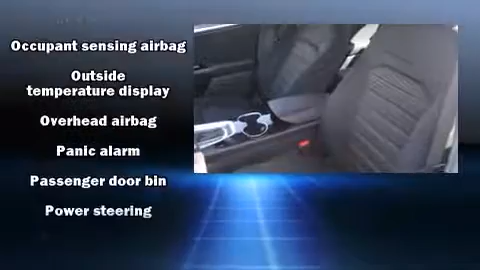 Occupant sensing airbag
Outside
temperature display
Overhead airbag
Panic alarm
Passenger door bin
Power steering